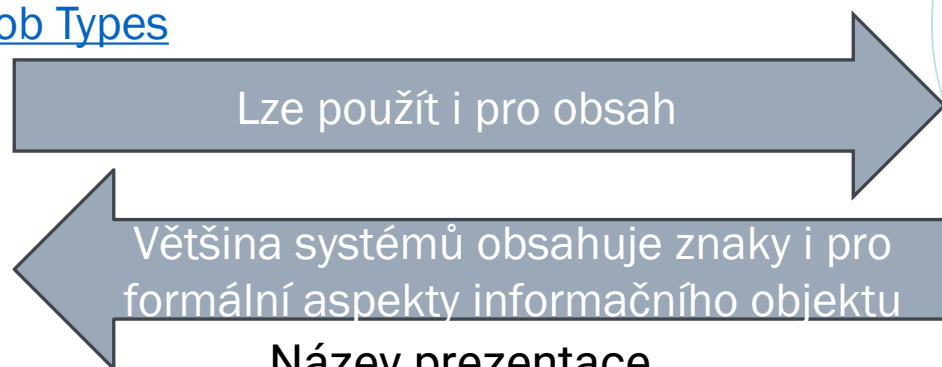 ob Types
Lze použít i pro obsah
Většina systémů obsahuje znaky i pro
formální aspekty informačního objektu
Název prezentace